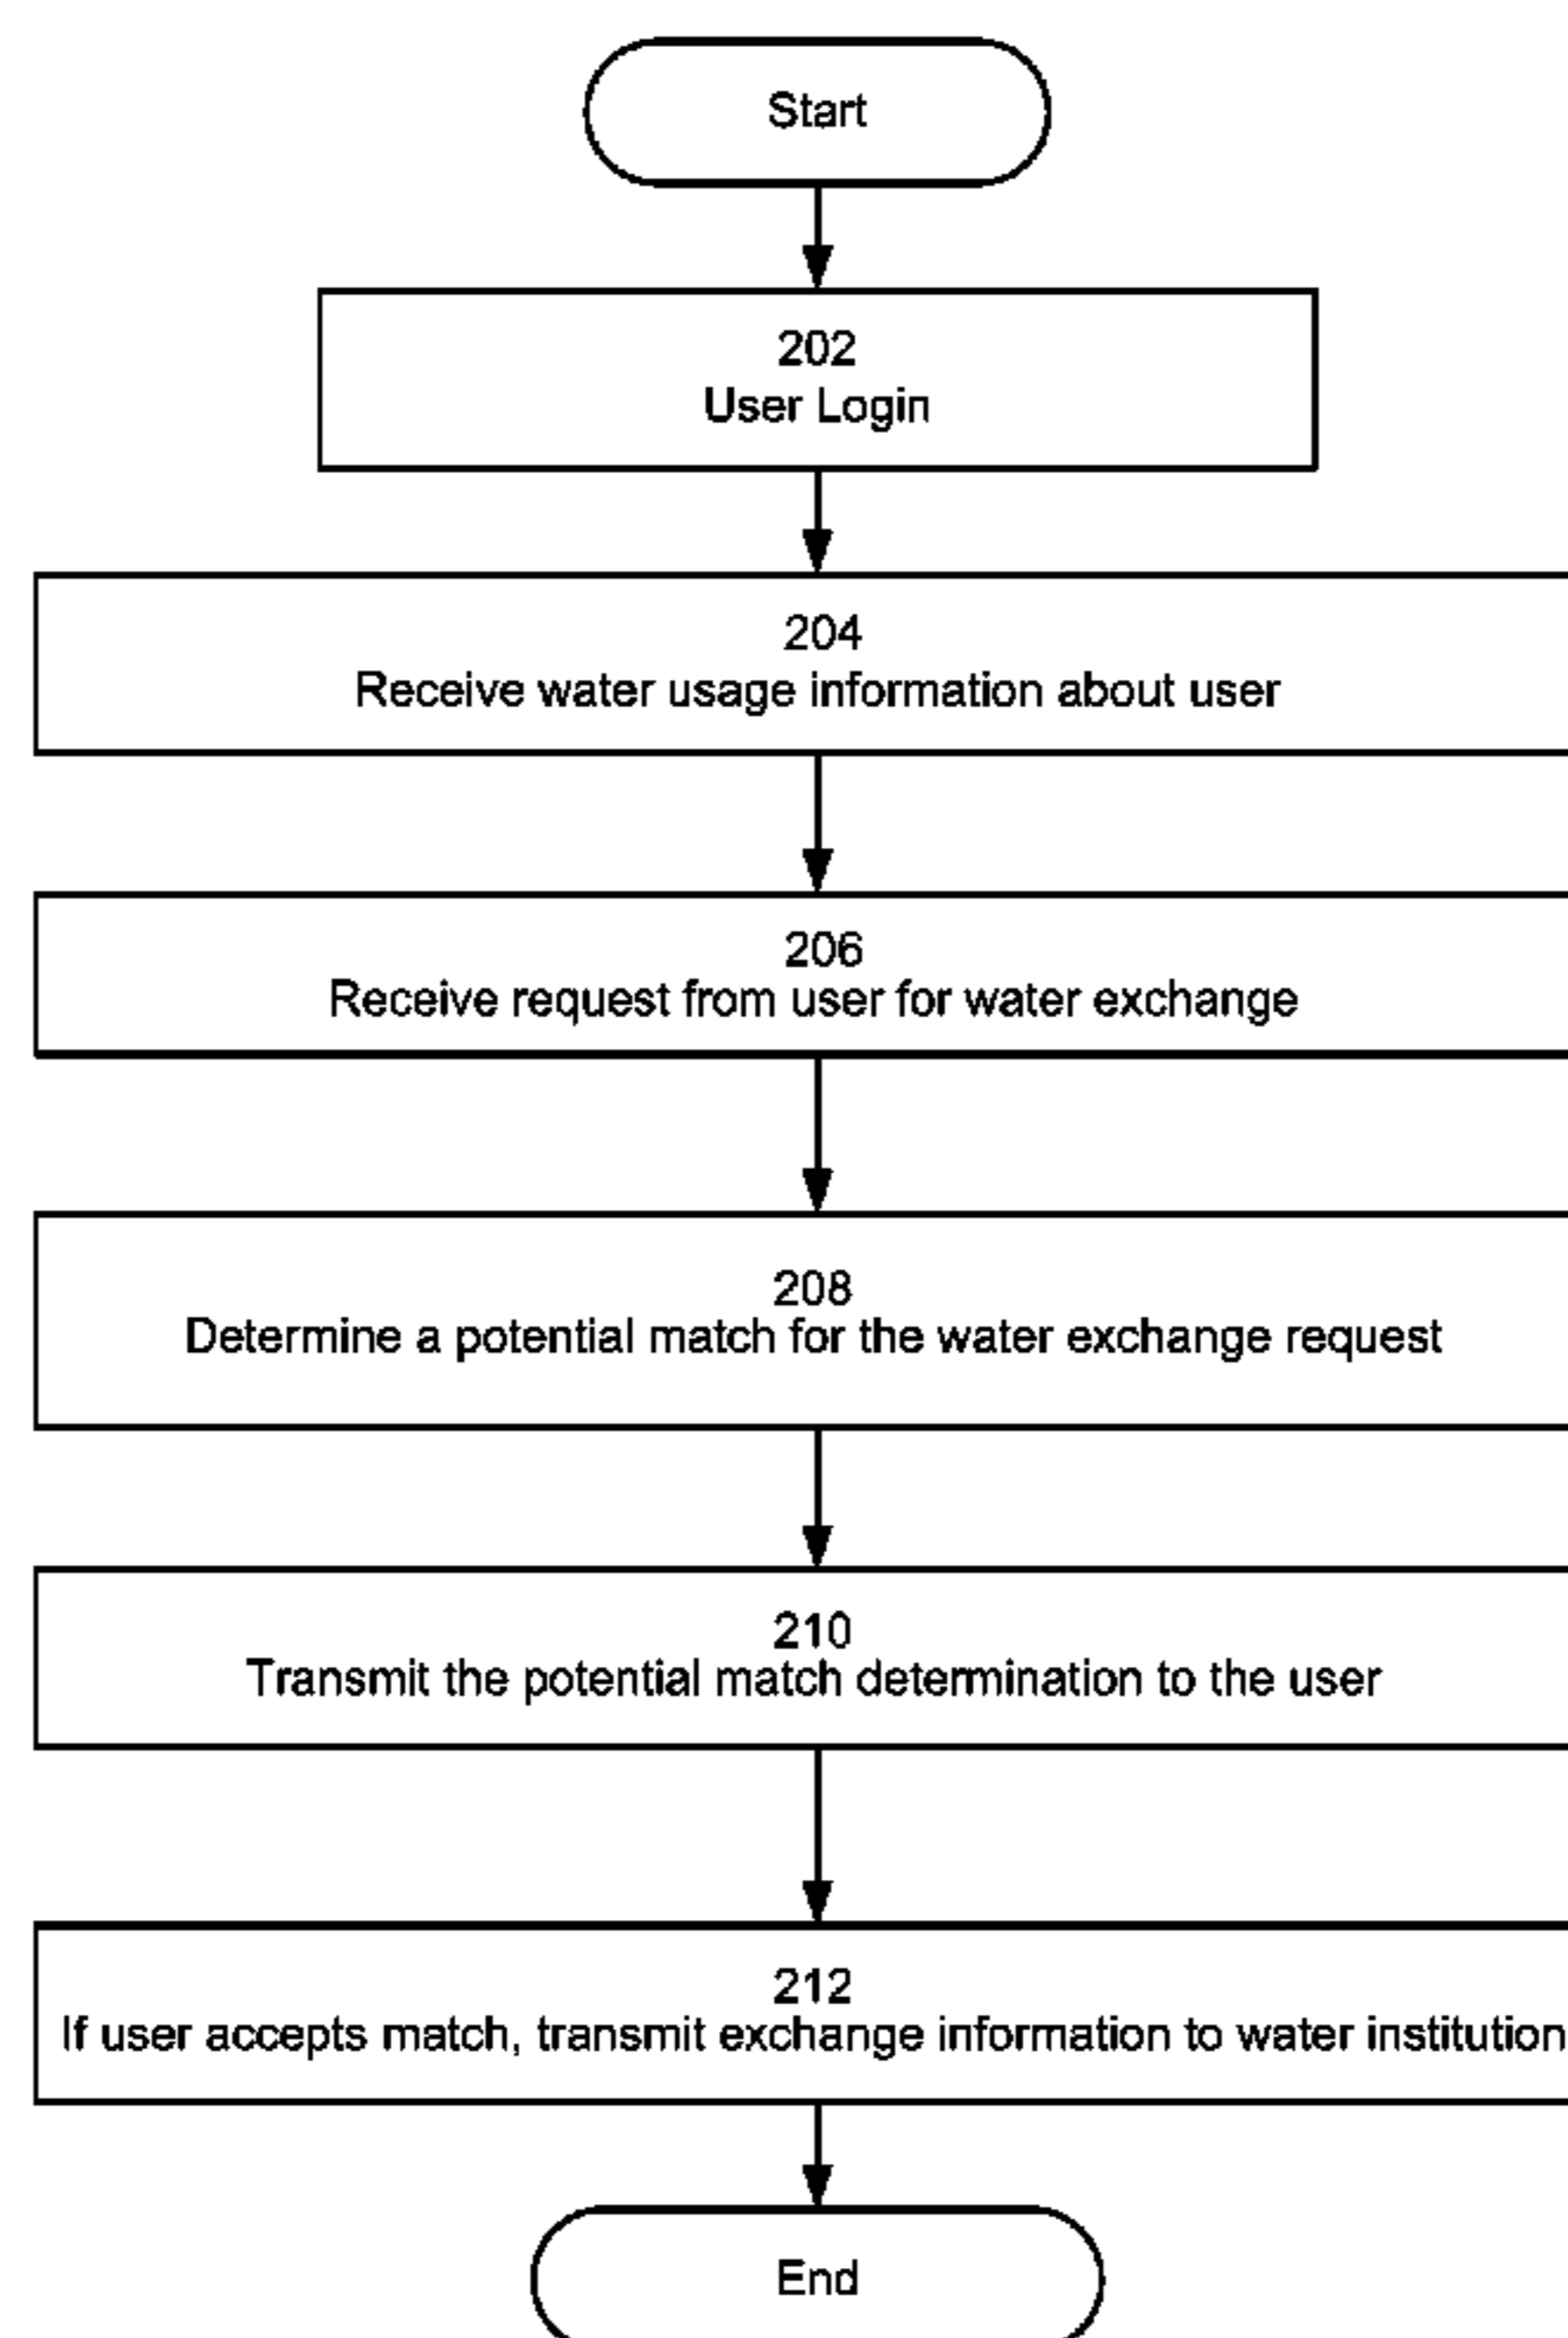 Start
202
User Login
204
Receive water usage information about user
206
Receive request from user for water exchange
208
Determine a potential match for the water exchange request
210
Transmit the potential match determination to the user
212
If user accepts match, transmit exchange information to water institution
End